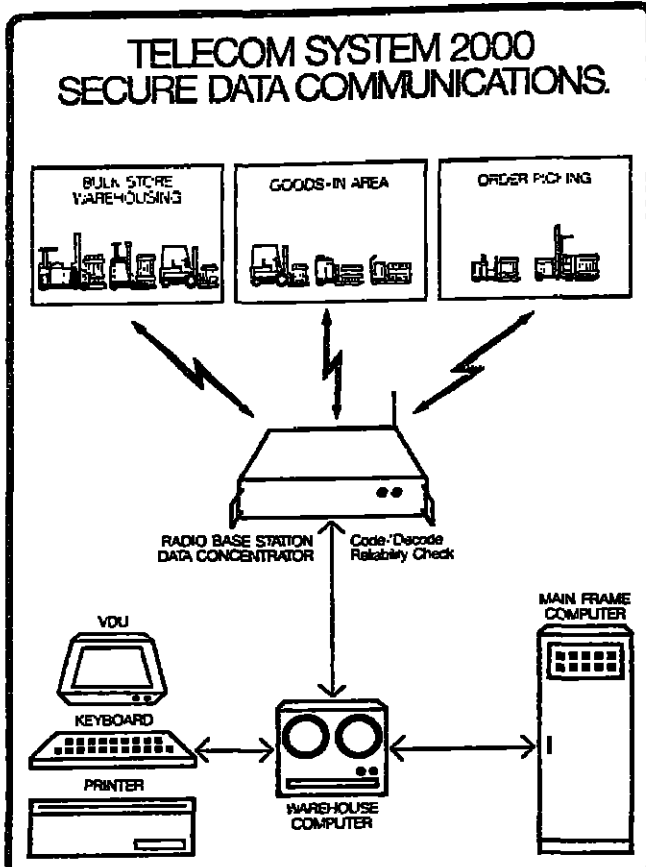 TELECOM SYSTEM 2000
SECURE DATA COMMUNICATIONS.
BULK STORE
WAREHOUSING
GOODS-IN AREA
ORDER PICKING
RADIO BASE STATION
DATA CONCENTRATOR
Code-Decode
Reliability Check
MAIN FRAME
COMPUTER
VDU
KEYBOARD
PRINTER
WAREHOUSE
COMPUTER